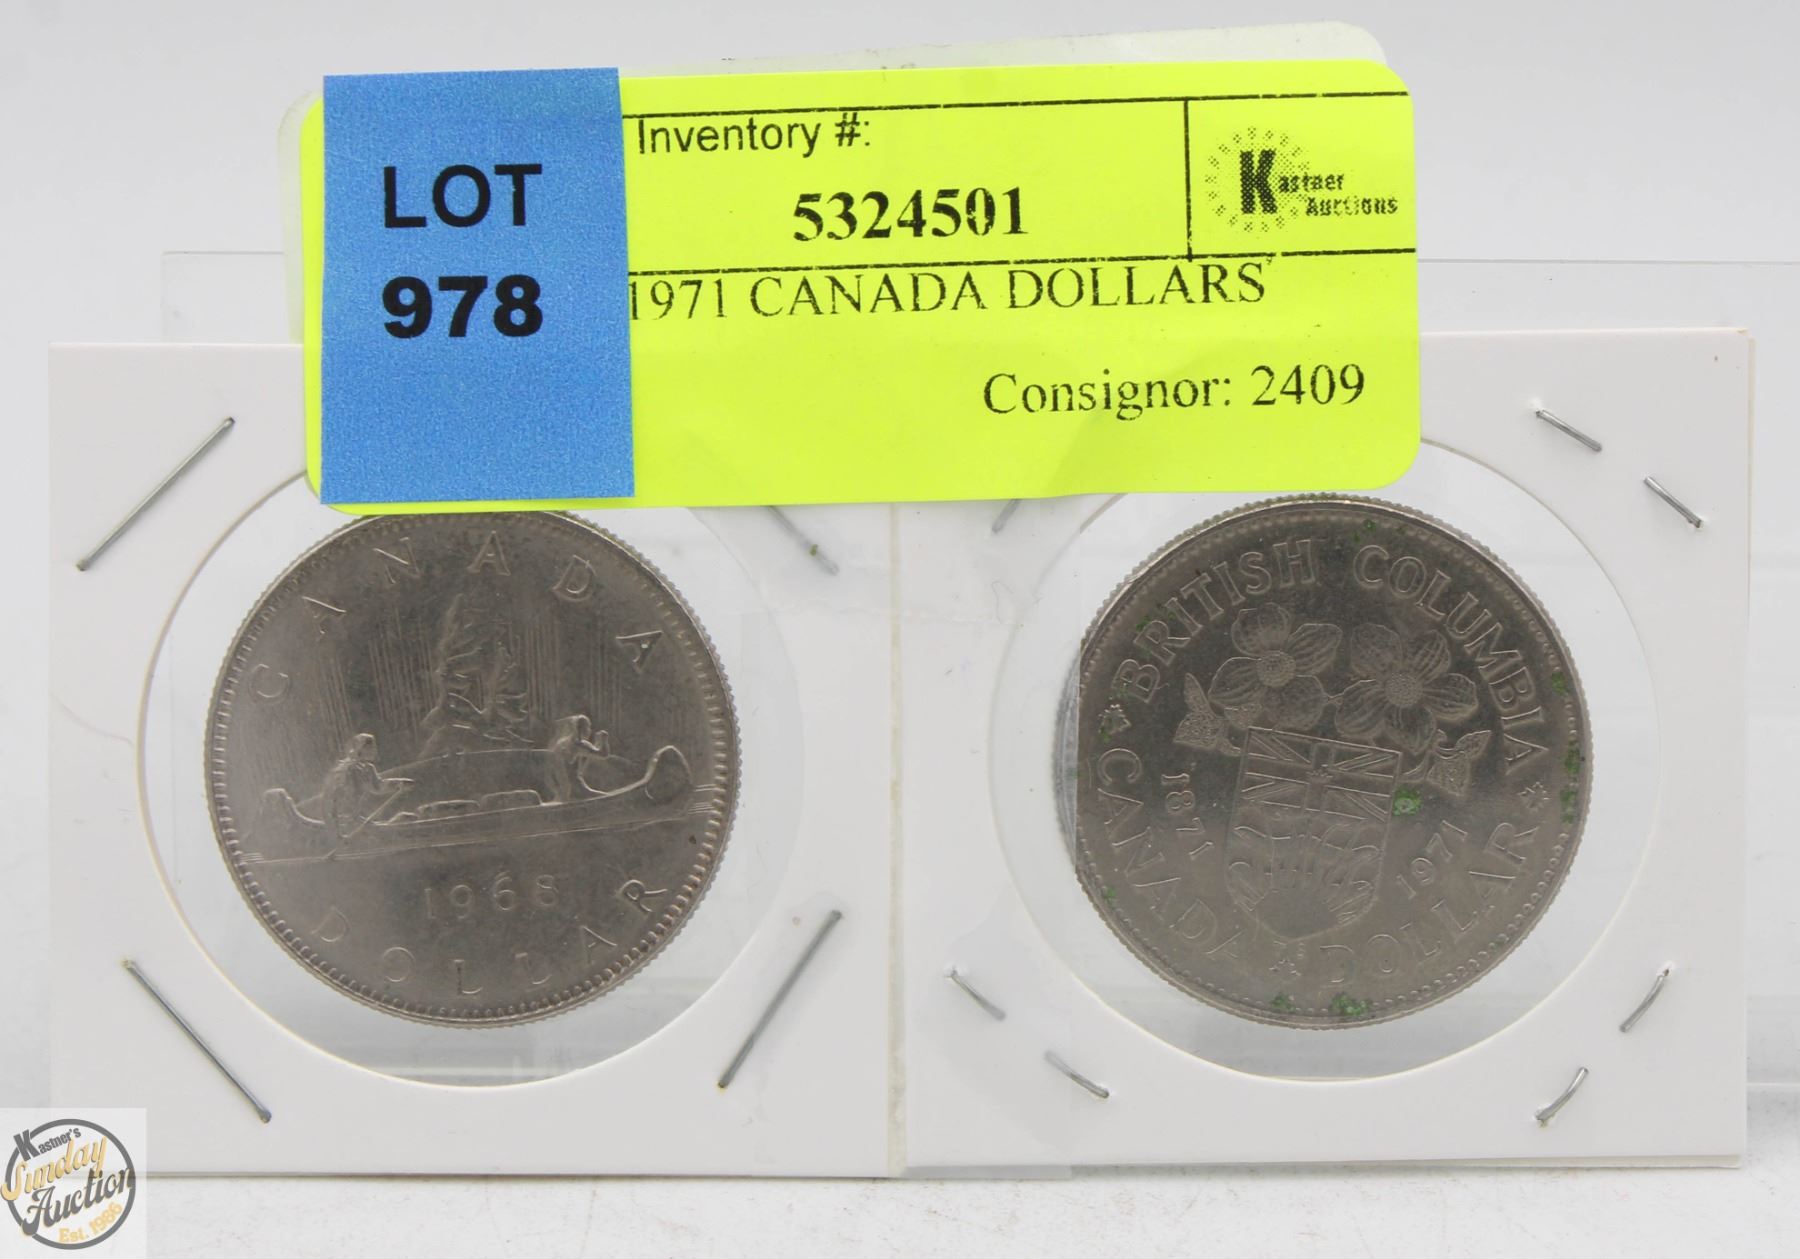 LOT
978
Inventory #:
5324501
Kastner
Auctions
1971 CANADA DOLLARS
Consignor: 2409
CANADA
1968
DOLLAR
BRITISH COLUMBIA
1871
1971
CANADA DOLLAR
Kastner's
Sunday
Auction
Est. 1986